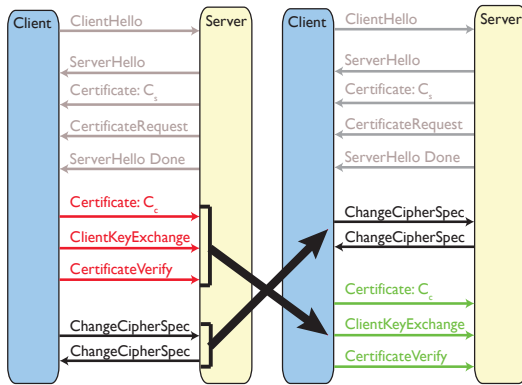 Client
ClientHello
Server
ServerHello
Certificate: Cs
CertificateRequest
ServerHello Done
Certificate: Cc
ClientKeyExchange
CertificateVerify
ChangeCipherSpec
ChangeCipherSpec
Client
ClientHello
Server
ServerHello
Certificate: Cs
CertificateRequest
ServerHello Done
ChangeCipherSpec
ChangeCipherSpec
Certificate: Cc
ClientKeyExchange
CertificateVerify